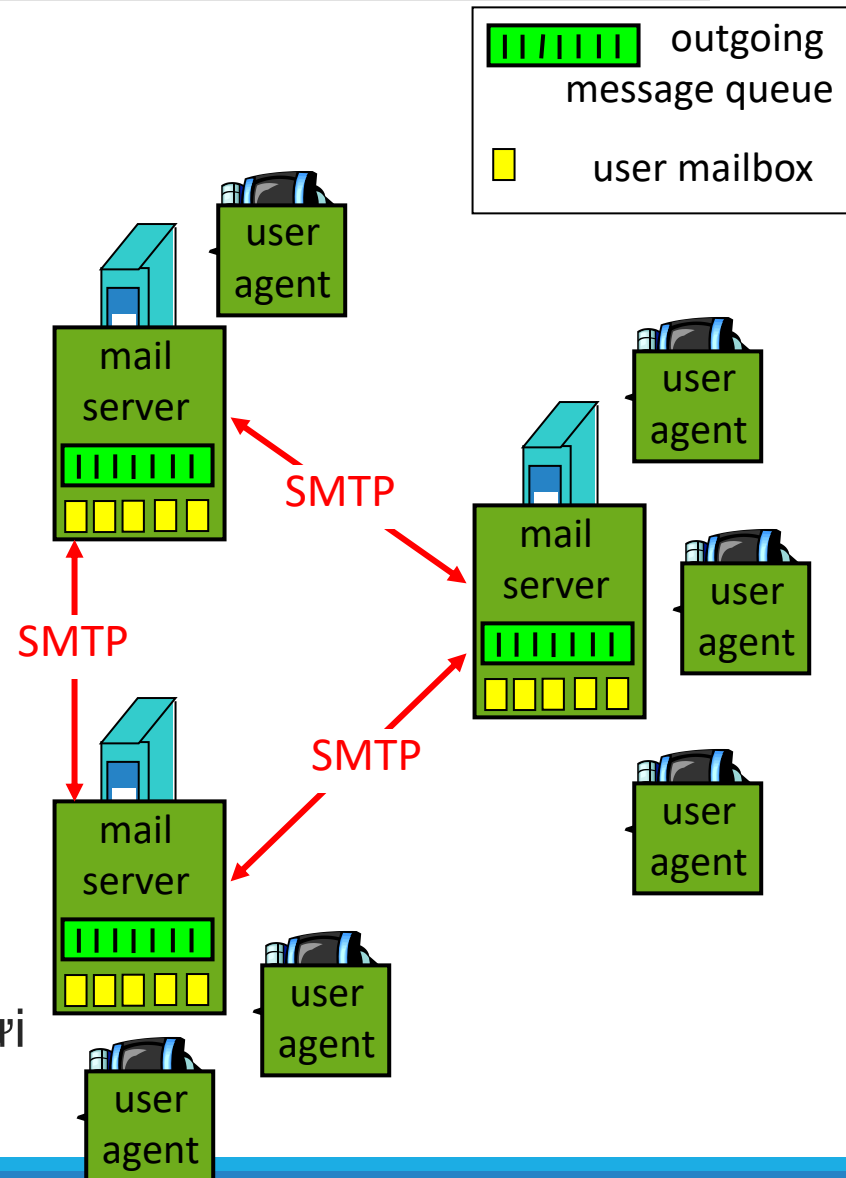 outgoing
message queue
user mailbox
user
agent
mail
server
user
agent
SMTP
mail
server
user
agent
SMTP
SMTP
mail
server
user
agent
user
agent
user
agent